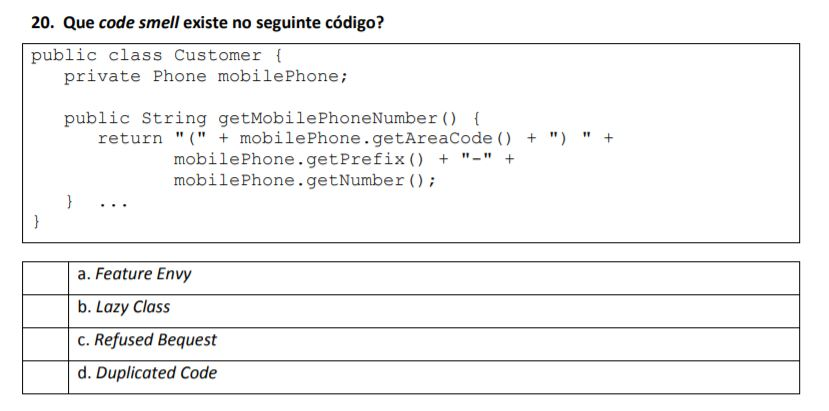 20. Que code smell existe no seguinte código?
public class Customer {
private Phone mobilePhone;
public String getMobilePhoneNumber() {
return "(" + mobilePhone.getAreaCode() + ") " +
mobilePhone.getPrefix() + "-" +
mobilePhone.getNumber();
} ...
}
a. Feature Envy
b. Lazy Class
c. Refused Bequest
d. Duplicated Code